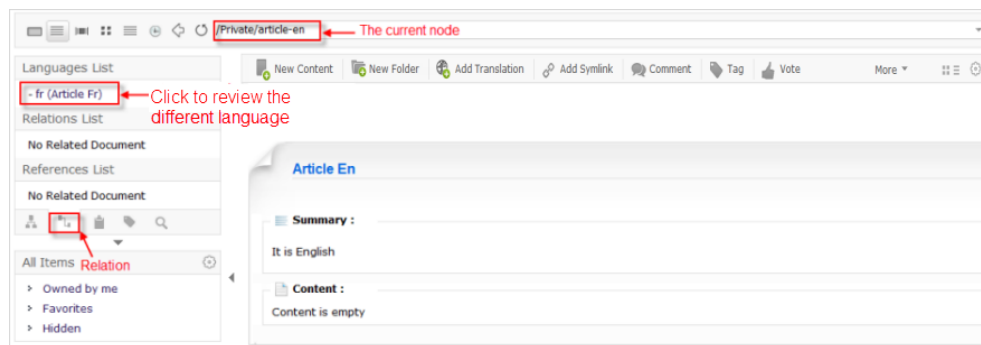 /Private/article-en
The current node
Languages List
New Content
New Folder
Add Translation
Add Symlink
Comment
Tag
Vote
More
- fr (Article Fr)
Click to review the
different language
Relations List
No Related Document
References List
No Related Document
Article En
Summary :
It is English
All Items
Relation
Owned by me
Favorites
Hidden
Content :
Content is empty